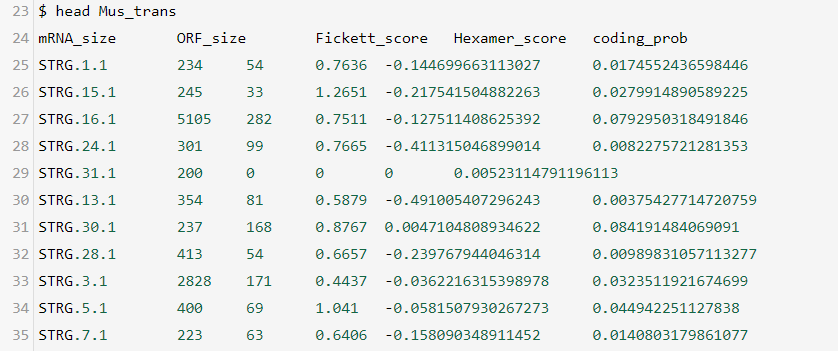 23 $ head Mus_trans
24 mRNA_size ORF_size Fickett_score Hexamer_score coding_prob
25 STRG.1.1 234 54 0.7636 -0.144699663113027 0.0174552436598446
26 STRG.15.1 245 33 1.2651 -0.217541504882263 0.0279914890589225
27 STRG.16.1 5105 282 0.7511 -0.127511408625392 0.0792950318491846
28 STRG.24.1 301 99 0.7665 -0.411315046899014 0.0082275721281353
29 STRG.31.1 200 0 0 0 0.00523114791196113
30 STRG.13.1 354 81 0.5879 -0.491005407296243 0.00375427714720759
31 STRG.30.1 237 168 0.8767 0.0047104808934622 0.084191484069091
32 STRG.28.1 413 54 0.6657 -0.239767944046314 0.00989831057113277
33 STRG.3.1 2828 171 0.4437 -0.0362216315398978 0.0323511921674699
34 STRG.5.1 400 69 1.041 -0.0581507930267273 0.044942251127838
35 STRG.7.1 223 63 0.6406 -0.158090348911452 0.0140803179861077